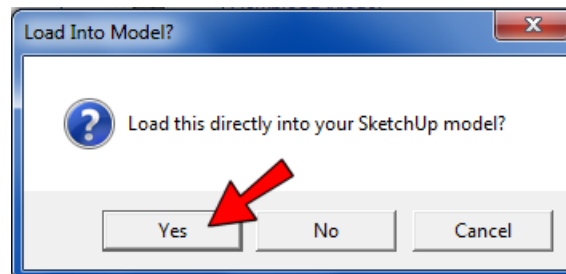 Load Into Model?
Load this directly into your SketchUp model?
Yes
No
Cancel